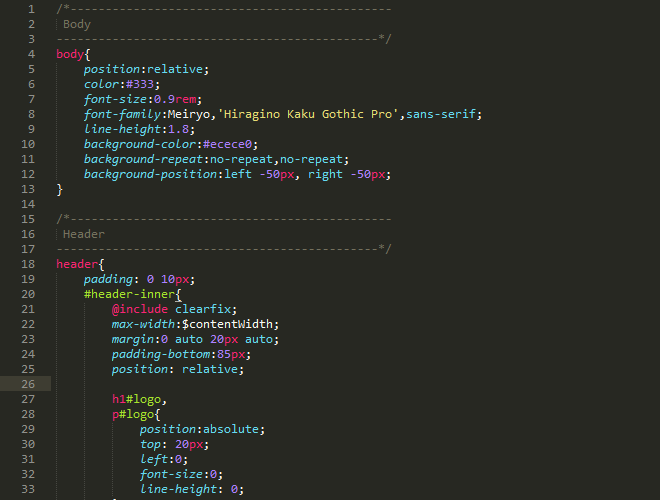 1 /*----------------------------------------------
2 Body
3 ----------------------------------------------*/
4 body{
5 position:relative;
6 color:#333;
7 font-size:0.9rem;
8 font-family:Meiryo,'Hiragino Kaku Gothic Pro',sans-serif;
9 line-height:1.8;
10 background-color:#ecece0;
11 background-repeat:no-repeat,no-repeat;
12 background-position:left -50px, right -50px;
13 }
14
15 /*----------------------------------------------
16 Header
17 ----------------------------------------------*/
18 header{
19 padding: 0 10px;
20 #header-inner{
21 @include clearfix;
22 max-width:$contentWidth;
23 margin:0 auto 20px auto;
24 padding-bottom:85px;
25 position: relative;
26
27 h1#logo,
28 p#logo{
29 position:absolute;
30 top: 20px;
31 left:0;
32 font-size:0;
33 line-height: 0;